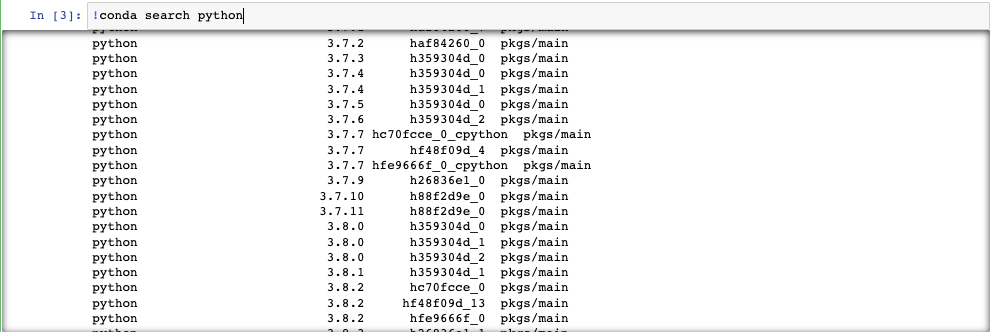 In [3]: !conda search python
python 3.7.2 haf84260_0 pkgs/main
python 3.7.3 h359304d_0 pkgs/main
python 3.7.4 h359304d_0 pkgs/main
python 3.7.4 h359304d_1 pkgs/main
python 3.7.5 h359304d_0 pkgs/main
python 3.7.6 h359304d_2 pkgs/main
python 3.7.7 hc70fcce_0_cpython pkgs/main
python 3.7.7 hf48f09d_4 pkgs/main
python 3.7.7 hfe9666f_0_cpython pkgs/main
python 3.7.9 h26836e1_0 pkgs/main
python 3.7.10 h88f2d9e_0 pkgs/main
python 3.7.11 h88f2d9e_0 pkgs/main
python 3.8.0 h359304d_0 pkgs/main
python 3.8.0 h359304d_1 pkgs/main
python 3.8.0 h359304d_2 pkgs/main
python 3.8.1 h359304d_1 pkgs/main
python 3.8.2 hc70fcce_0 pkgs/main
python 3.8.2 hf48f09d_13 pkgs/main
python 3.8.2 hfe9666f_0 pkgs/main